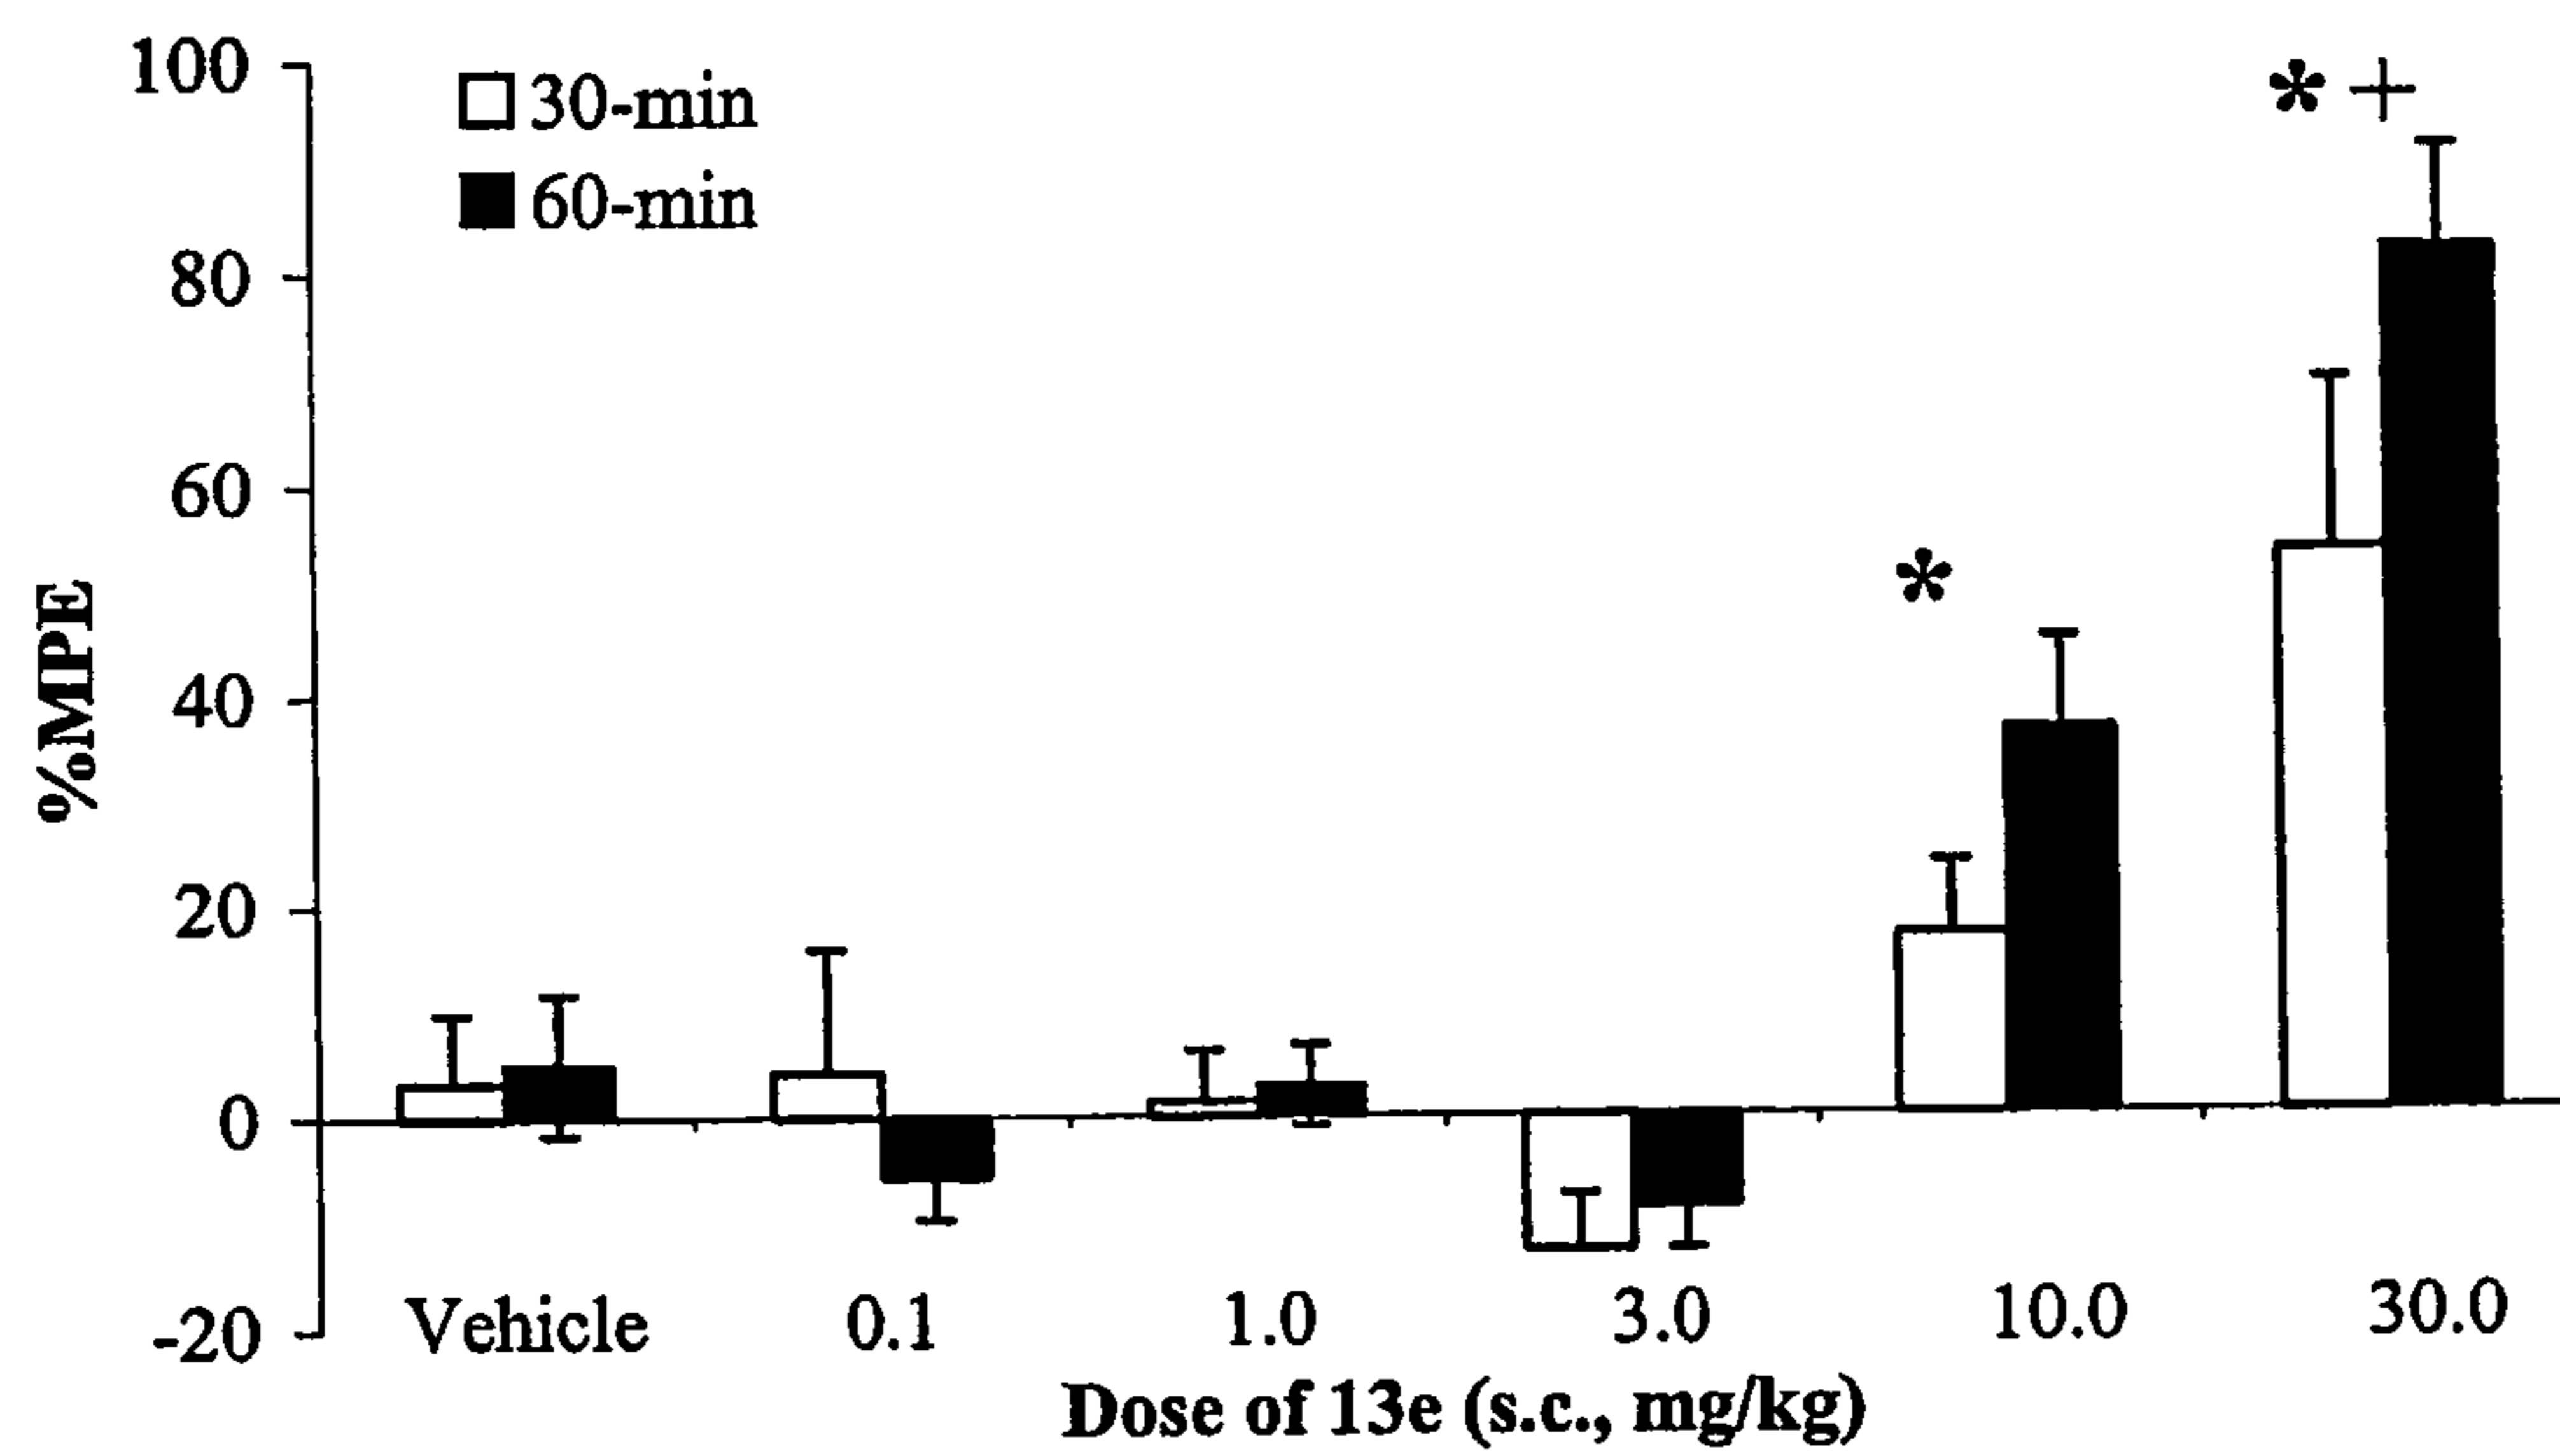 100
80
60
40
20
0
-20
%MPE
30-min
60-min
*
* +
Vehicle 0.1 1.0 3.0 10.0 30.0
Dose of 13e (s.c., mg/kg)